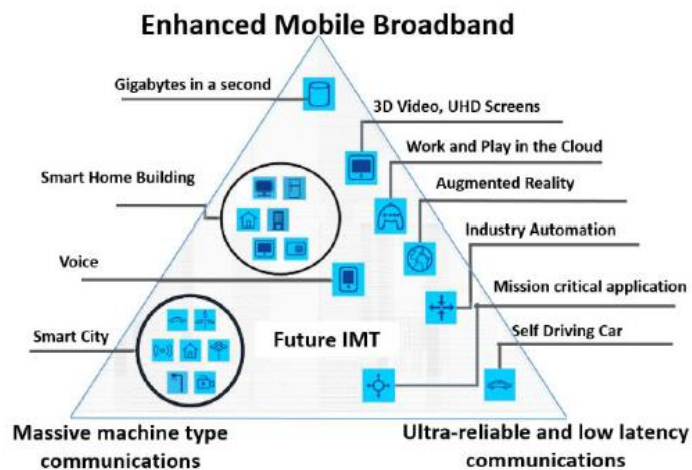 Enhanced Mobile Broadband
Gigabytes in a second
3D Video, UHD Screens
Work and Play in the Cloud
Smart Home Building
Augmented Reality
Industry Automation
Voice
Mission critical application
Smart City
Future IMT
Self Driving Car
Massive machine type
communications
Ultra-reliable and low latency
communications